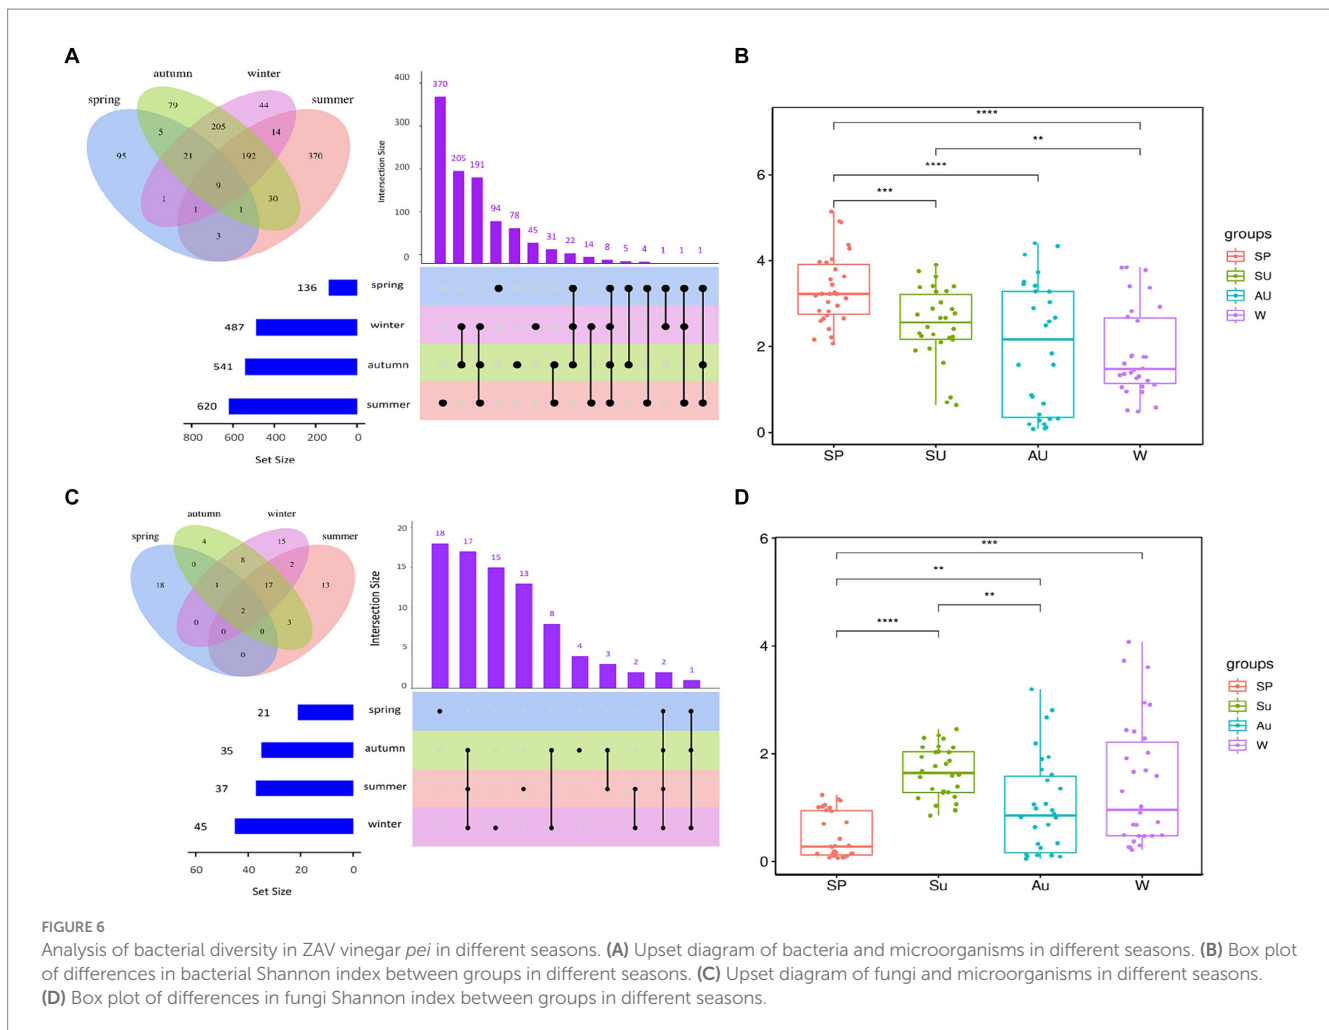 A
autumn
winter
spring
summer
79
44
5
205
14
95
21
192
370
9
1
30
1
1
3
400
300
200
100
0
Intersection Size
370
205
191
94
78
45
31
22
14
8
5
4
1
1
1
136
spring
487
winter
541
autumn
620
summer
800
600
400
200
0
Set Size
B
****
**
****
***
6
4
2
0
SP
SU
AU
W
groups
SP
SU
AU
W
C
autumn
winter
spring
summer
4
15
0
8
2
18
1
17
13
2
0
3
0
0
0
20
15
10
5
0
Intersection Size
18
17
15
13
8
4
3
2
2
1
21
spring
35
autumn
37
summer
45
winter
60
40
20
0
Set Size
D
***
**
**
****
6
4
2
0
SP
Su
Au
W
groups
SP
Su
Au
W
FIGURE 6
Analysis of bacterial diversity in ZAV vinegar pei in different seasons. (A) Upset diagram of bacteria and microorganisms in different seasons. (B) Box plot
of differences in bacterial Shannon index between groups in different seasons. (C) Upset diagram of fungi and microorganisms in different seasons.
(D) Box plot of differences in fungi Shannon index between groups in different seasons.